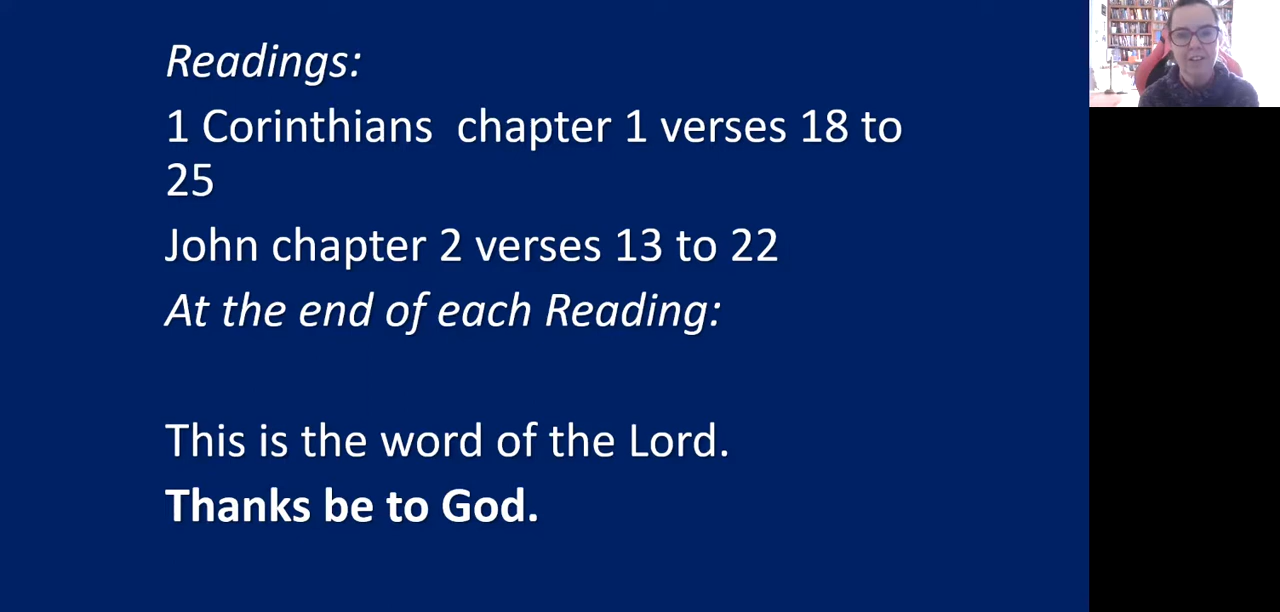 Readings:
1 Corinthians  chapter 1 verses 18 to
25
John chapter 2 verses 13 to 22
At the end of each Reading:
This is the word of the Lord.
Thanks be to God.